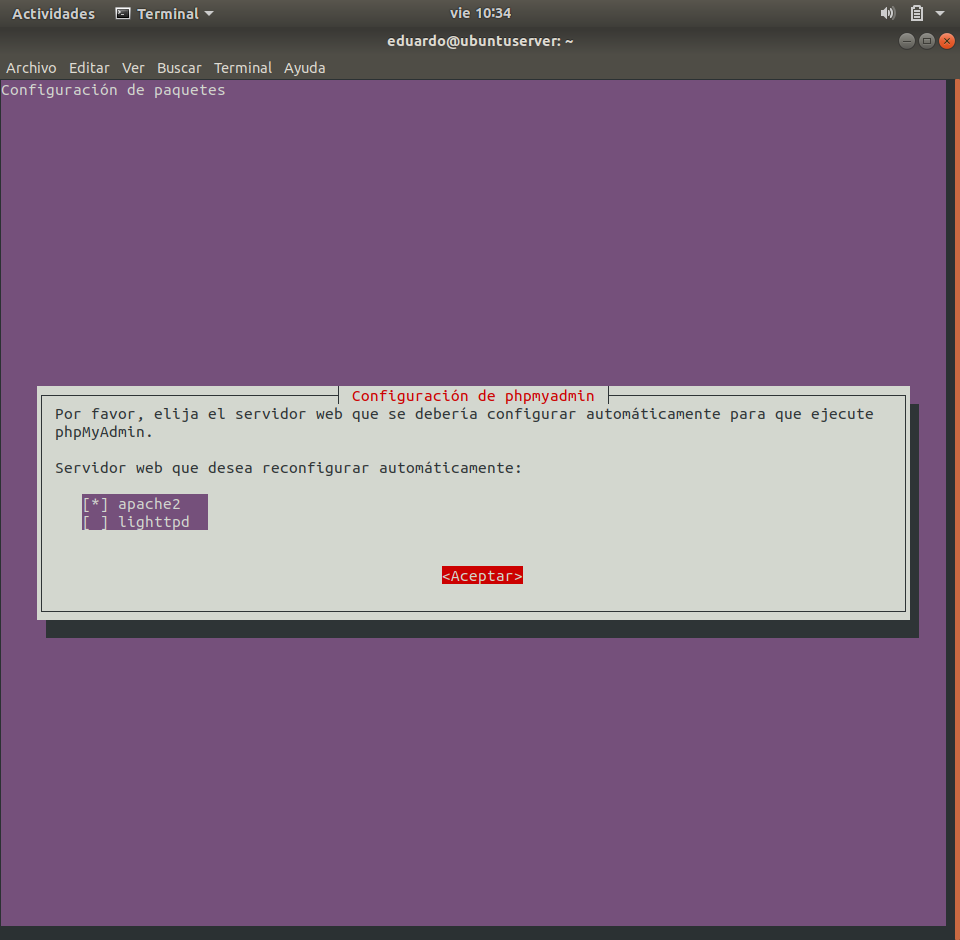 Actividades Terminal vie 10:34
eduardo@ubuntuserver: ~
Archivo Editar Ver Buscar Terminal Ayuda
Configuración de paquetes
Configuración de phpmyadmin
Por favor, elija el servidor web que se debería configurar automáticamente para que ejecute
phpMyAdmin.
Servidor web que desea reconfigurar automáticamente:
[*] apache2
[ ] lighttpd
<Aceptar>